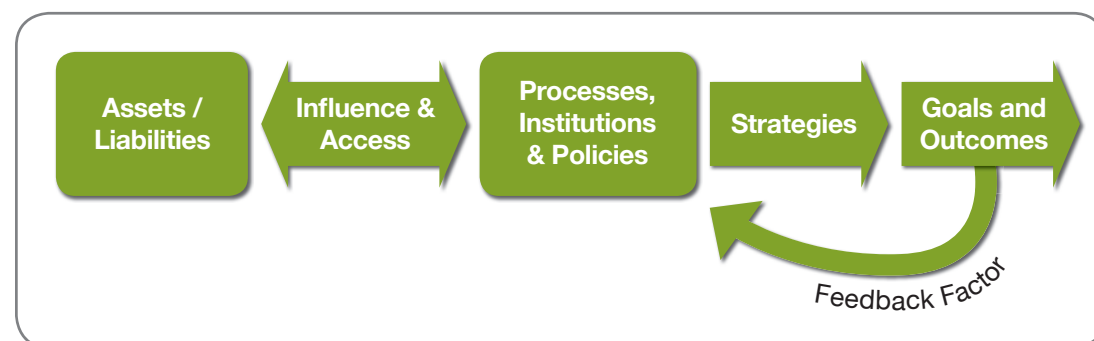 Assets /
Liabilities
Influence &
Access
Processes,
Institutions
& Policies
Strategies
Goals and
Outcomes
Feedback Factor